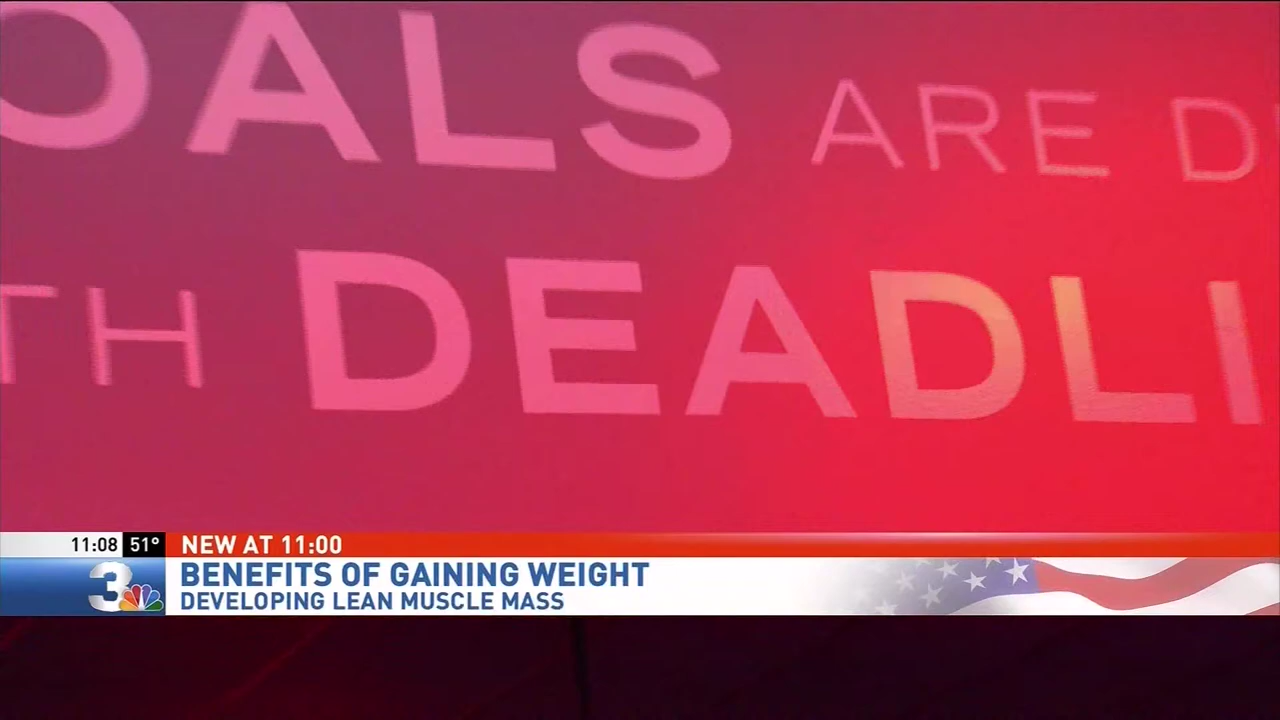 OALS ARE D
TH DEADLI
11:08 51° NEW AT 11:00
3 BENEFITS OF GAINING WEIGHT
DEVELOPING LEAN MUSCLE MASS